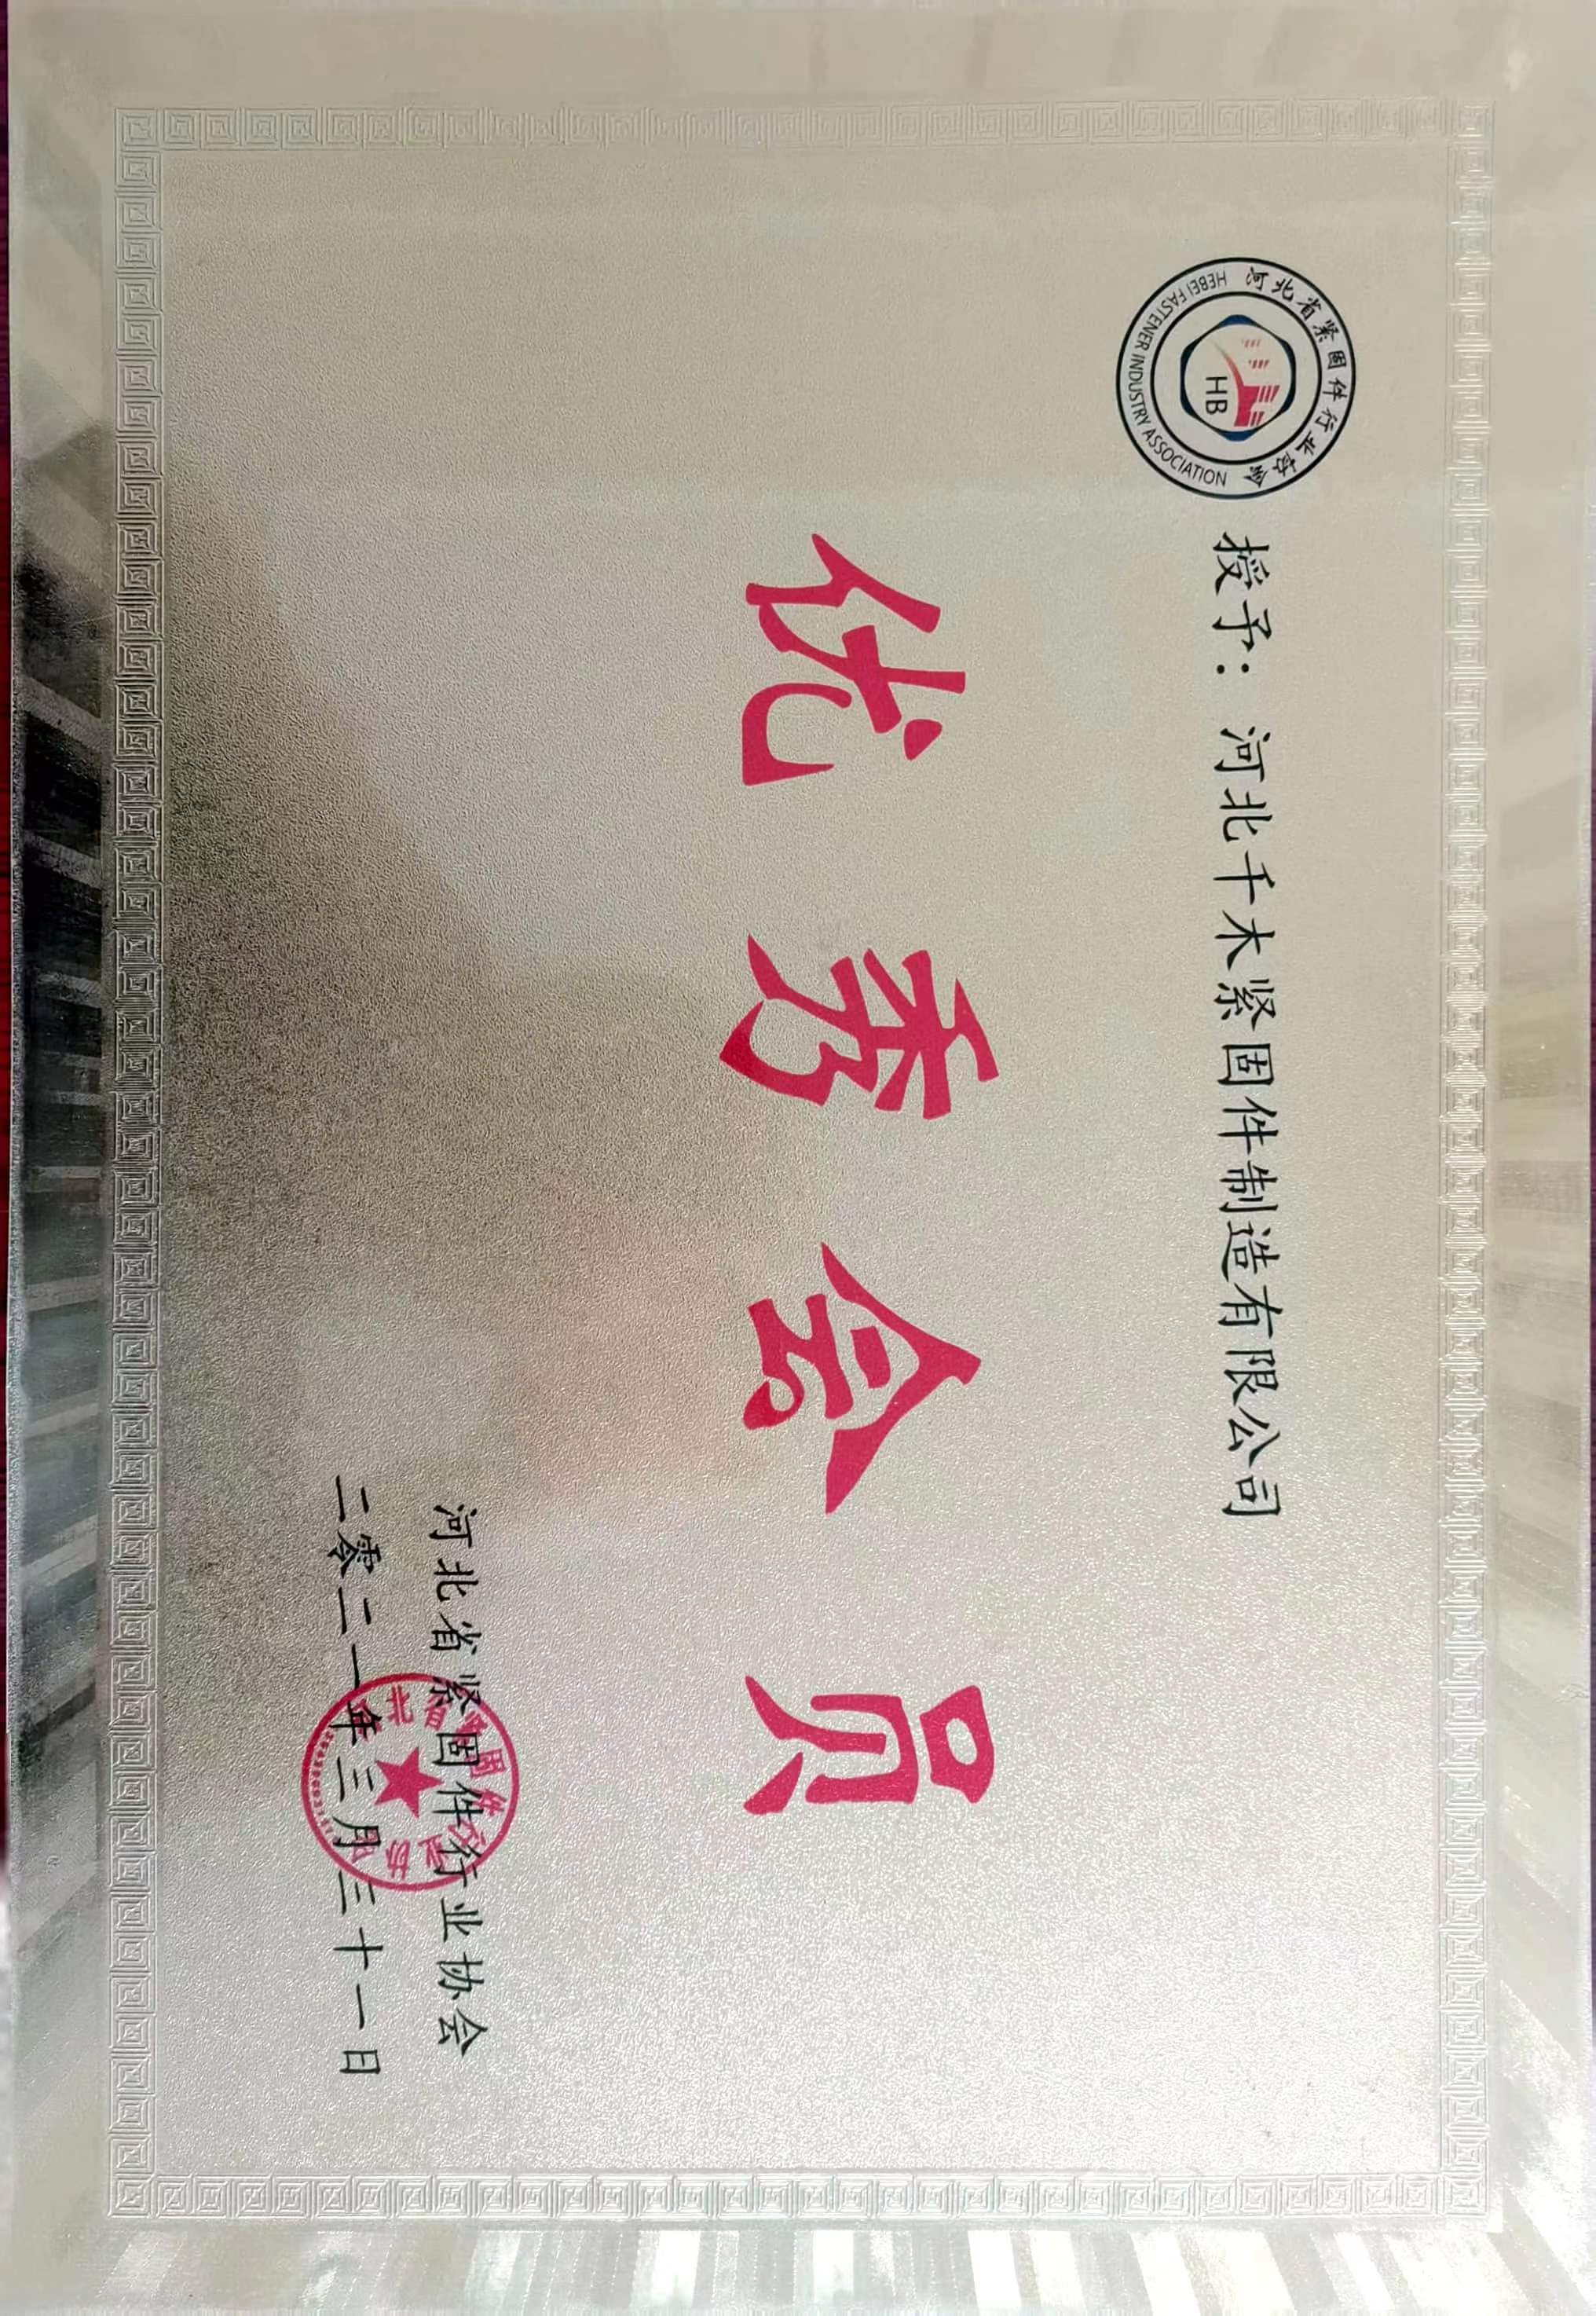 河北省紧固件行业协会
HEBEI FASTENER INDUSTRY ASSOCIATION
HB
授予：河北千木紧固件制造有限公司
优秀会员
河北省紧固件行业协会
二零二一年三月三十一日